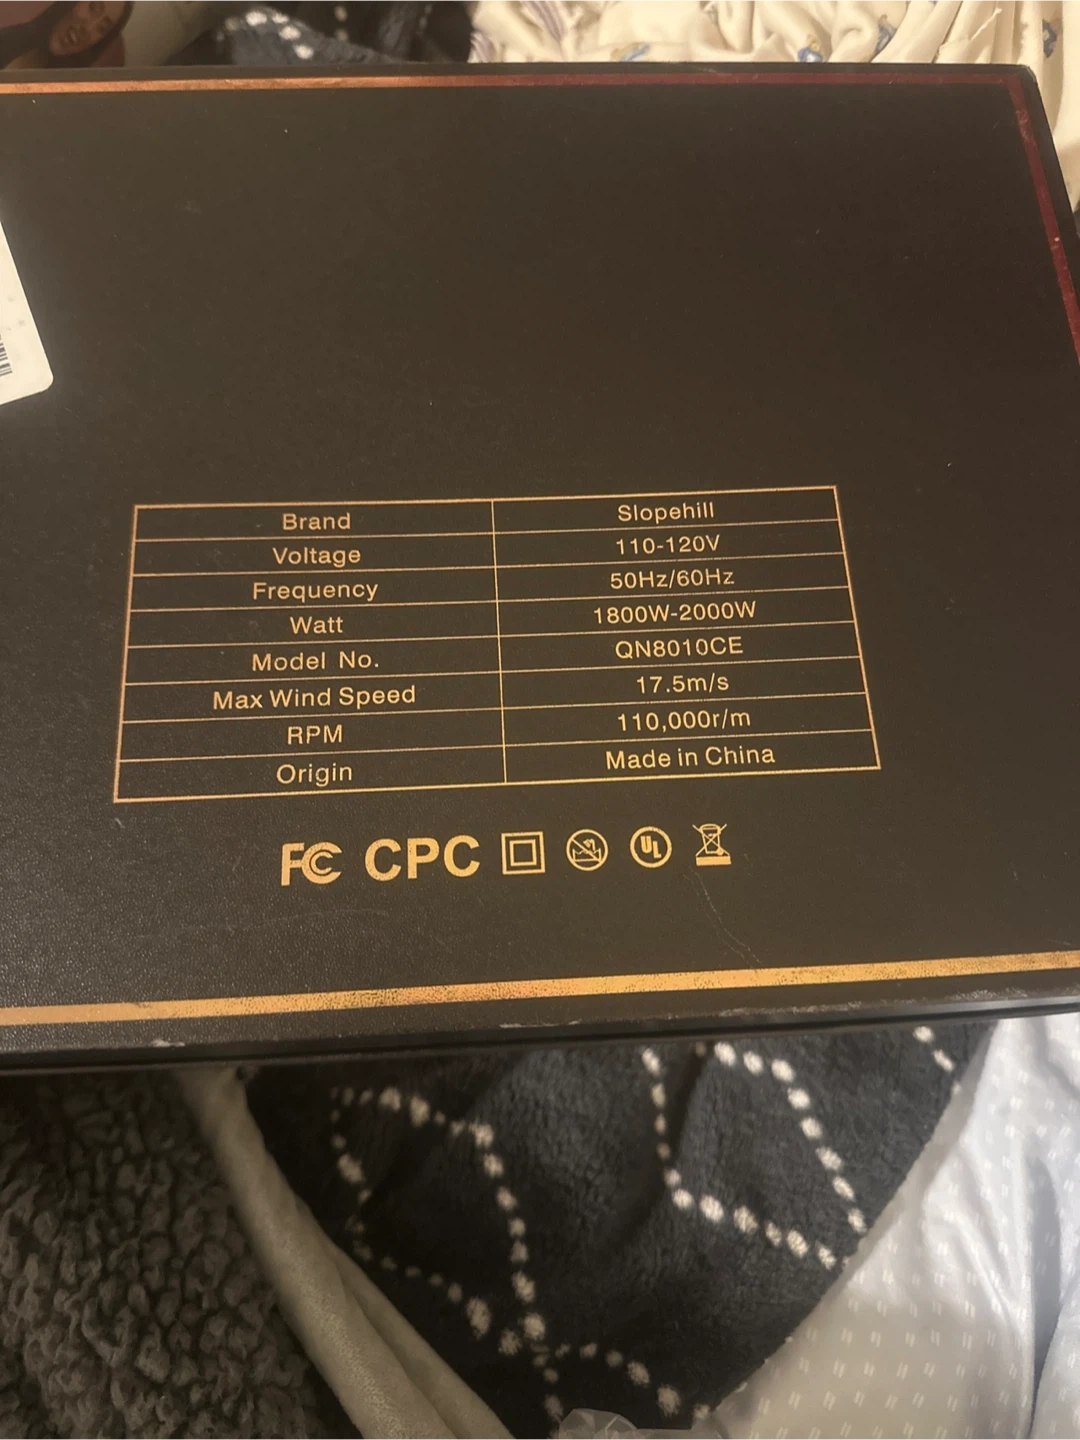 Brand Slopehill
Voltage 110-120V
Frequency 50Hz/60Hz
Watt 1800W-2000W
Model No. QN8010CE
Max Wind Speed 17.5m/s
RPM 110,000r/m
Origin Made in China
FC CPC UL